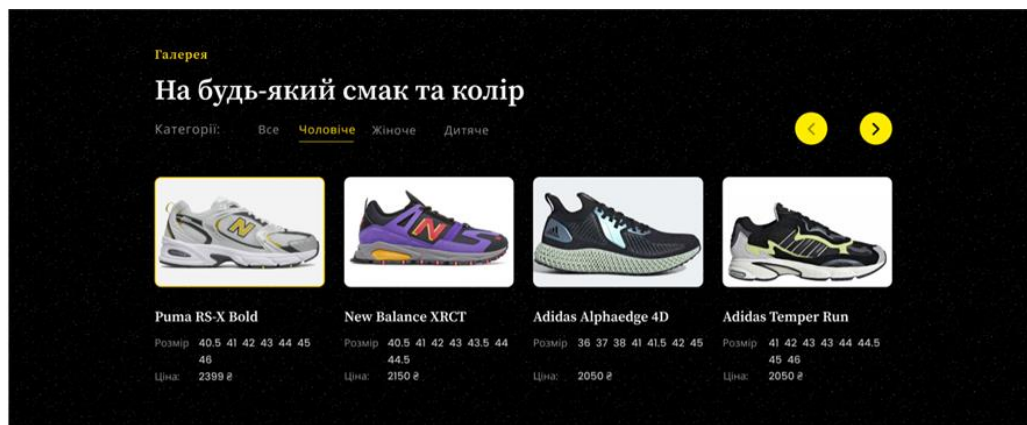 Галерея
На будь-який смак та колір
Категорії: Все Чоловіче Жіноче Дитяче
Puma RS-X Bold
Розмір 40.5 41 42 43 44 45
46
Ціна: 2399 ₴
New Balance XRCT
Розмір 40.5 41 42 43 43.5 44
44.5
Ціна: 2150 ₴
Adidas Alphaedge 4D
Розмір 36 37 38 41 41.5 42 45
Ціна: 2050 ₴
Adidas Temper Run
Розмір 41 42 43 43 44 44.5
45 46
Ціна: 2050 ₴